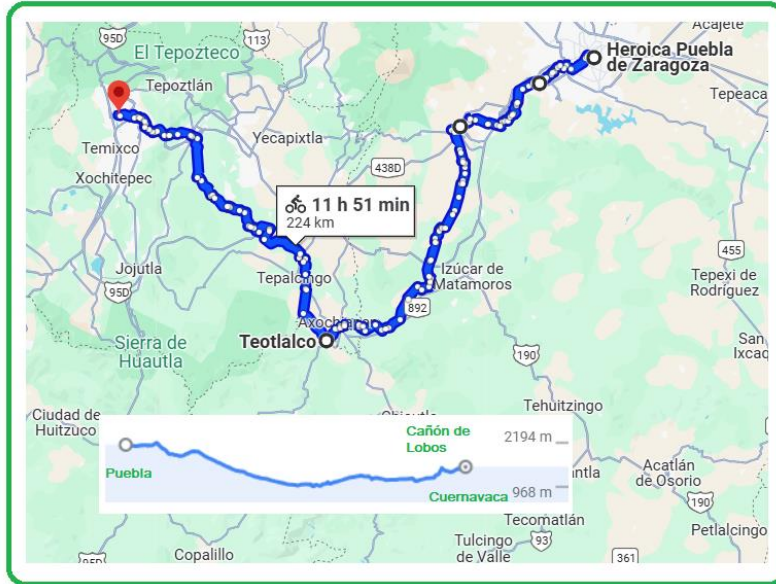 95D
El Tepozteco
113
Acajete
Heroica Puebla
de Zaragoza
Tepoztlán
Tepeaca
Temixco
Yecapixtla
Xochitepec
438D
11 h 51 min
224 km
455
Jojutla
Tepalcingo
Izúcar de
Matamoros
Tepexi de
Rodríguez
95D
892
Sierra de
Huautla
Teotlalco
190
San
Ixcaq
Ciudad de
Huitzuco
Tehuitzingo
Cañón de
Lobos
2194 m
Puebla
Acatlán
de Osorio
968 m
Cuernavaca
190
Tecomatlán
Petlalcingo
Copalillo
Tulcingo
de Valle
93
361
95D